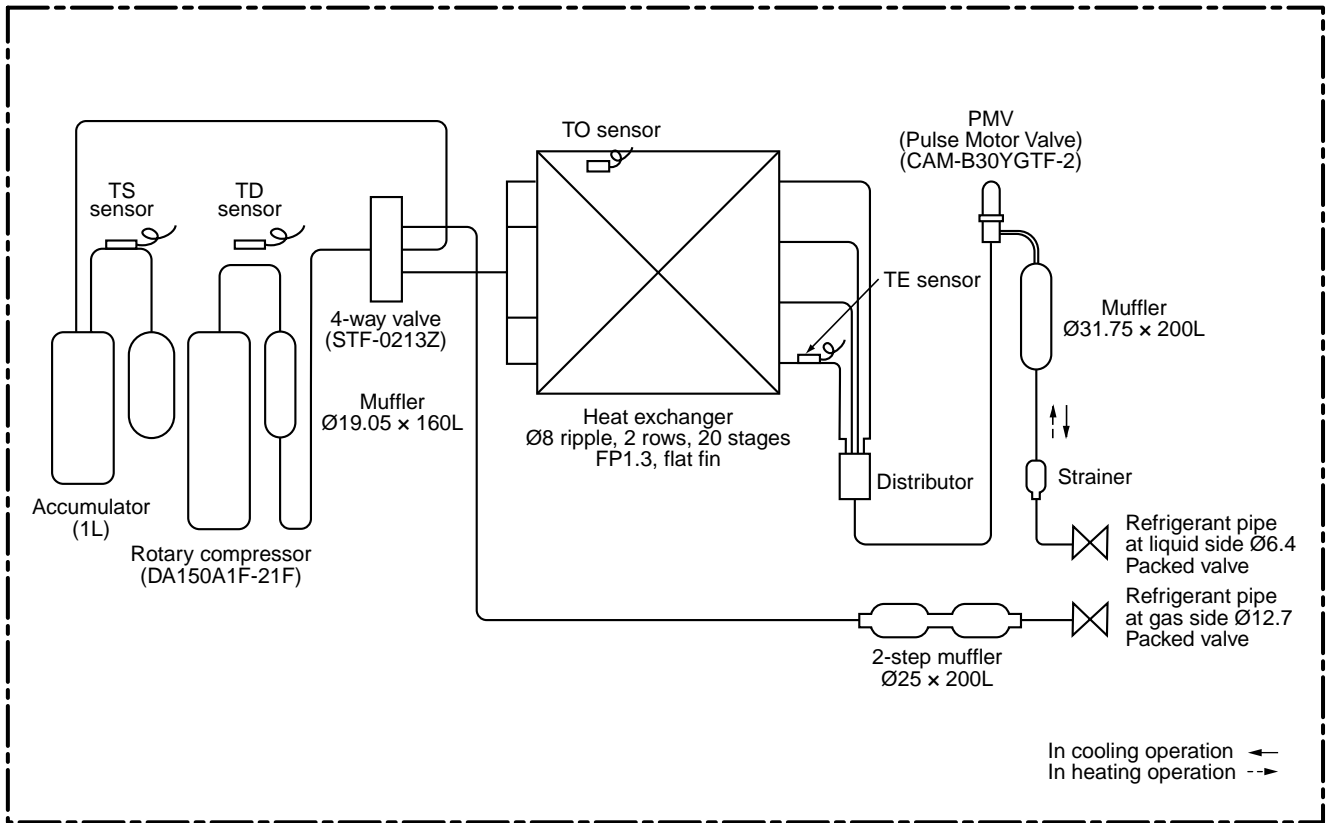 TO sensor
PMV
(Pulse Motor Valve)
(CAM-B30YGTF-2)
TS
sensor
TD
sensor
TE sensor
4-way valve
(STF-0213Z)
Muffler
Ø31.75 × 200L
Muffler
Ø19.05 × 160L
Heat exchanger
Ø8 ripple, 2 rows, 20 stages
FP1.3, flat fin
Distributor
Strainer
Accumulator
(1L)
Rotary compressor
(DA150A1F-21F)
Refrigerant pipe
at liquid side Ø6.4
Packed valve
Refrigerant pipe
at gas side Ø12.7
Packed valve
2-step muffler
Ø25 × 200L
In cooling operation
In heating operation